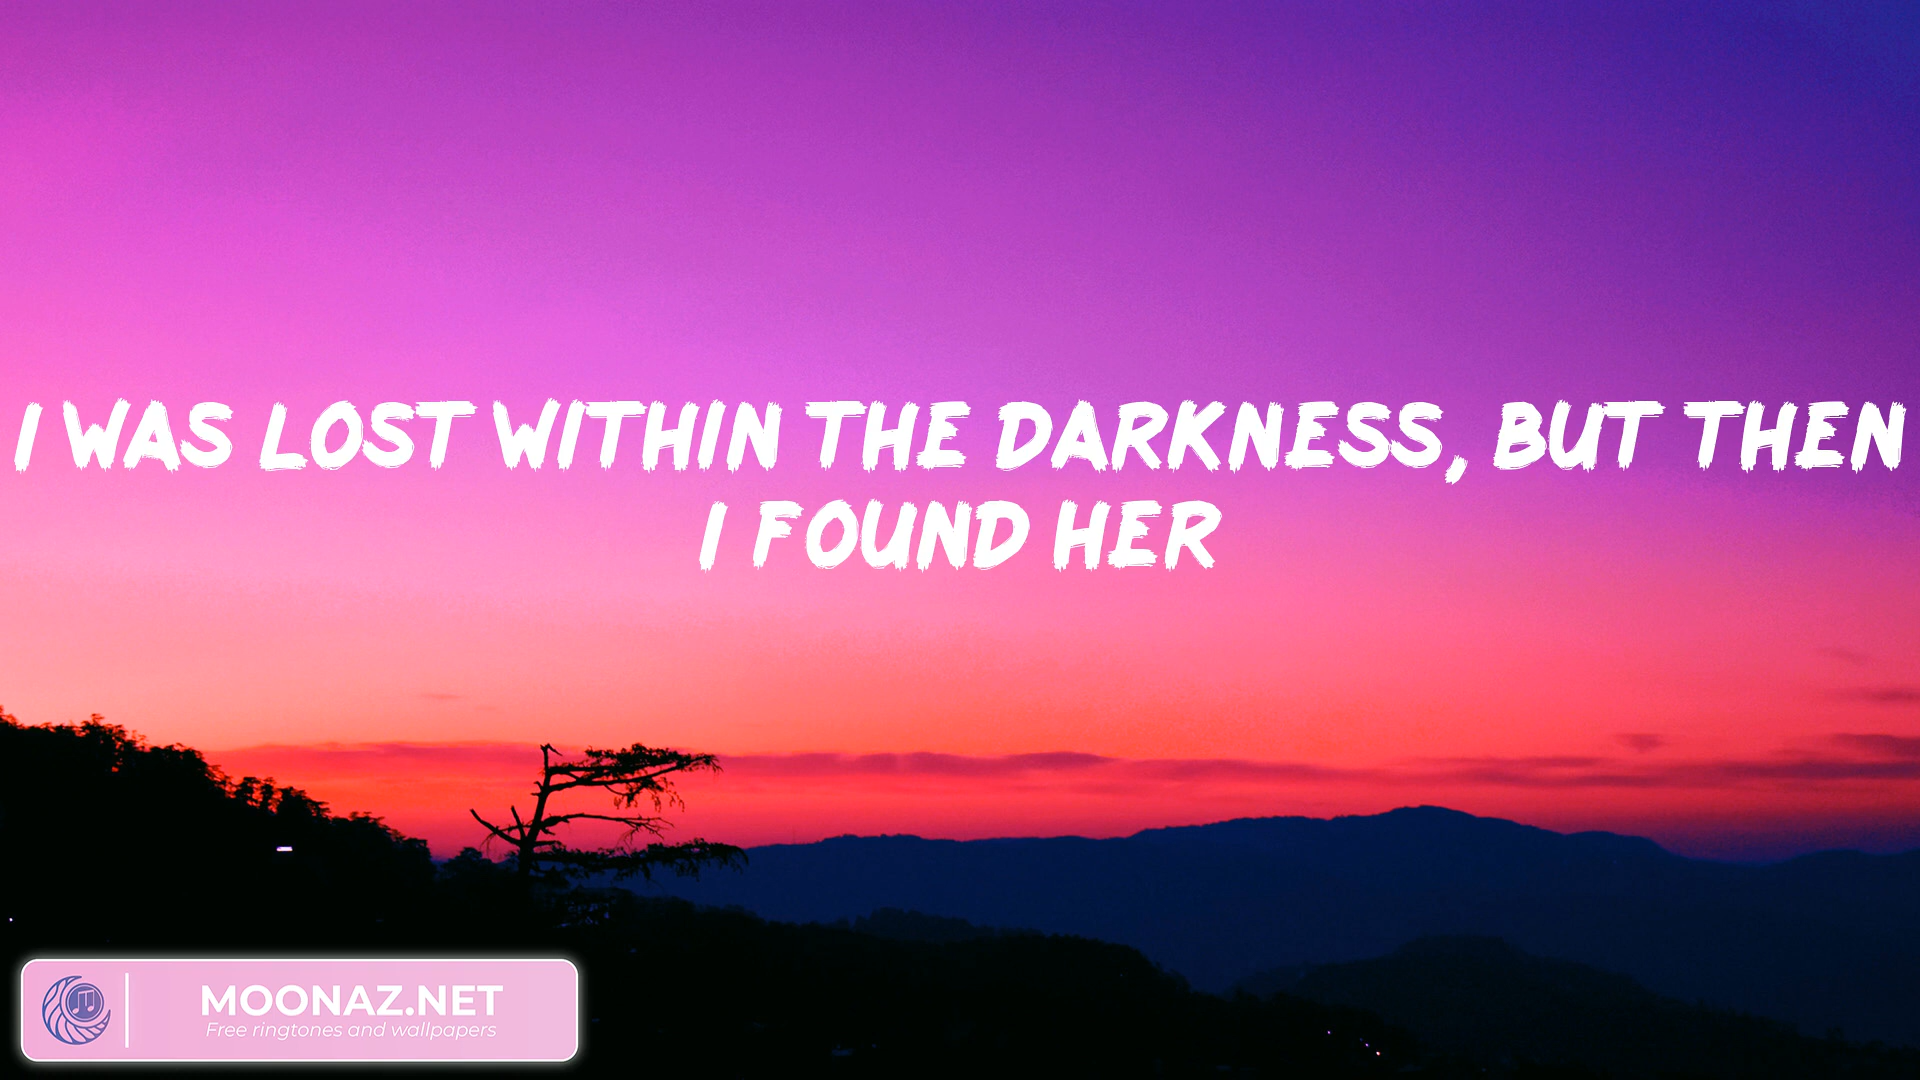 I WAS LOST WITHIN THE DARKNESS, BUT THEN
I FOUND HER
MOONAZ.NET
Free ringtones and wallpapers